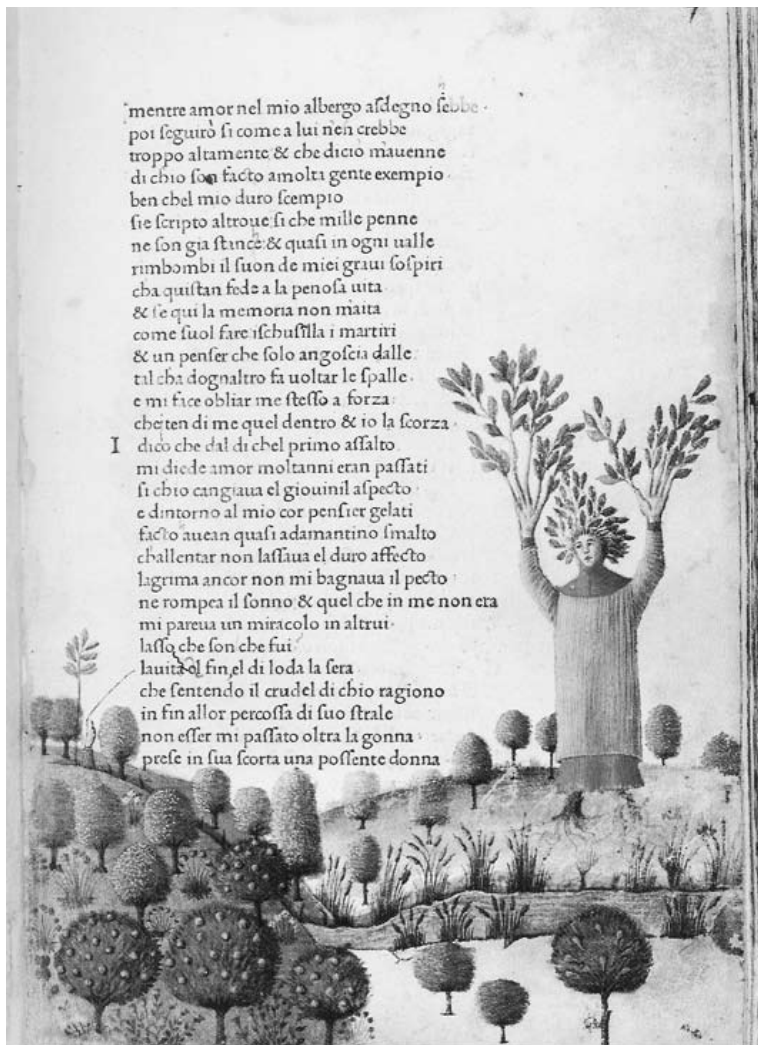 mentre amor nel mio albergo asdegno sebbe
poi seguirò si come a lui nen crebbe
troppo altamente & che diciò mauenne
di chio son facto a molta gente exempio
ben chel mio duro scempio
sie scripto altroue si che mille penne
ne son gia stance: & quasi in ogni ualle
rimbombi il suon de miei graui sospiri
cha quistan fede a la penosa uita
& se qui la memoria non maita
come suol fare ischusilla i martiri
& un penser che solo angoscia dalle
tal cha dognaltro fa uoltar le spalle
e mi face obliar me stesso a forza
che ten di me quel dentro & io la scorza
I dico che dal di chel primo assalto
mi diede amor moltanni eran passati
si chio cangiaua el giouinil aspecto
e dintorno al mio cor pensier gelati
facto auean quasi adamantino smalto
challentar non lassaua el duro affecto
lagrima ancor non mi bagnaua il pecto
ne rompea il sonno & quel che in me non era
mi pareua un miracolo in altrui
lasso che son che fui
lauita el fin el di loda la sera
che sentendo il crudel di chio ragiono
in fin allor percossa di suo strale
non esser mi passato oltra la gonna
prese in sua scorta una possente donna